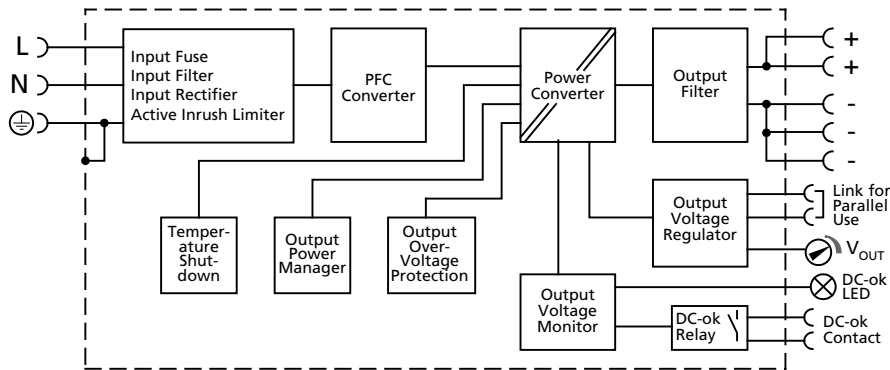 L
N
Input Fuse
Input Filter
Input Rectifier
Active Inrush Limiter
PFC
Converter
Power
Converter
Output
Filter
+
+
-
-
-
Temper-
ature
Shut-
down
Output
Power
Manager
Output
Over-
Voltage
Protection
Output
Voltage
Regulator
Link for
Parallel
Use
VOUT
Output
Voltage
Monitor
DC-ok
LED
DC-ok
Relay
DC-ok
Contact